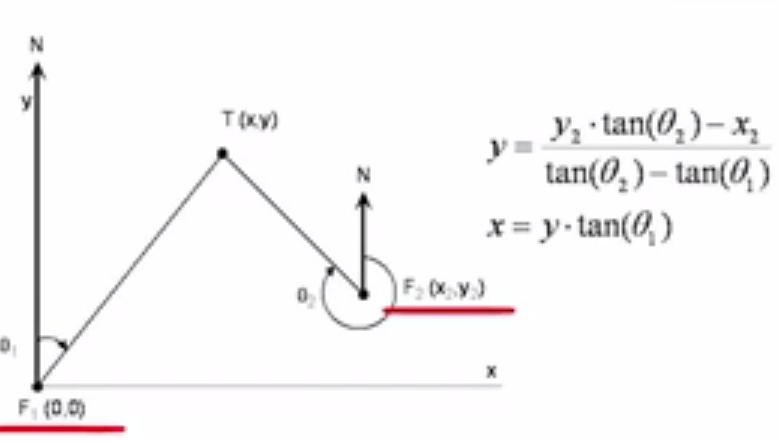 N
y
T (x,y)
N
θ₁
θ₂
F₂ (x₂,y₂)
x
F₁ (0,0)
y = (y₂ · tan(θ₂) − x₂) / (tan(θ₂) − tan(θ₁))
x = y · tan(θ₁)